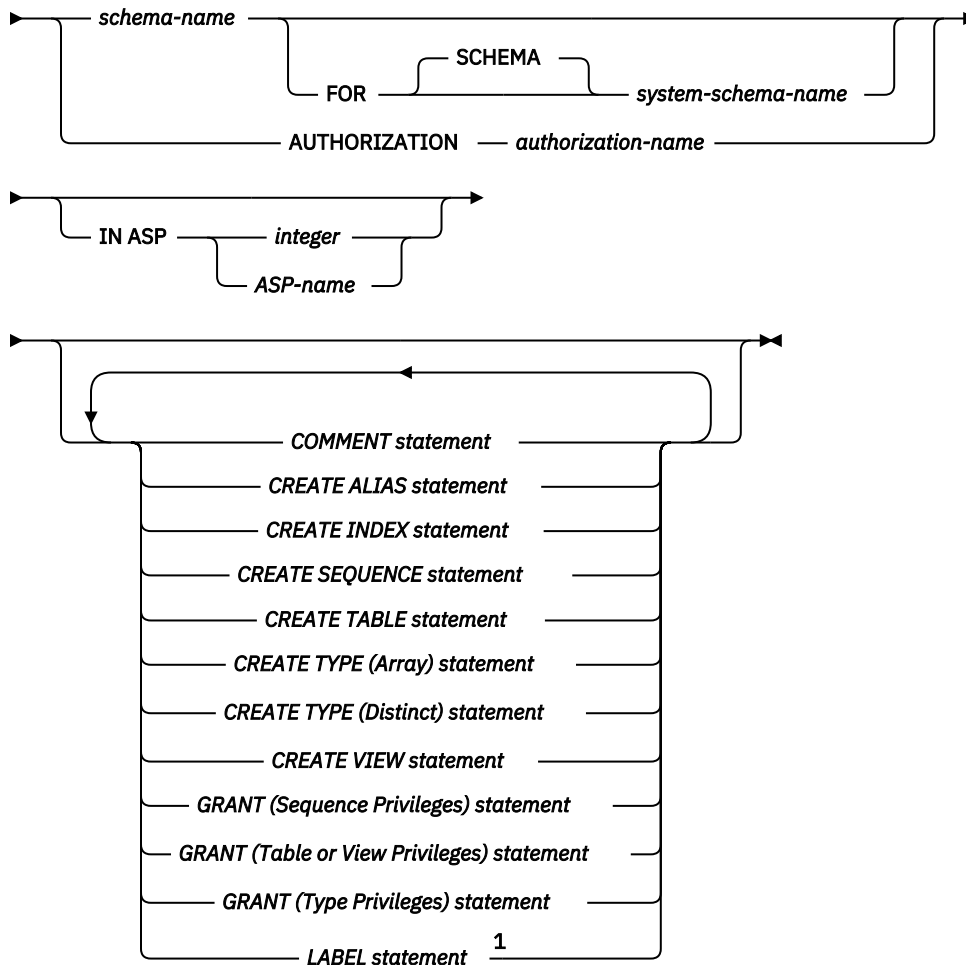 schema-name
SCHEMA
FOR system-schema-name
AUTHORIZATION authorization-name
IN ASP integer
ASP-name
COMMENT statement
CREATE ALIAS statement
CREATE INDEX statement
CREATE SEQUENCE statement
CREATE TABLE statement
CREATE TYPE (Array) statement
CREATE TYPE (Distinct) statement
CREATE VIEW statement
GRANT (Sequence Privileges) statement
GRANT (Table or View Privileges) statement
GRANT (Type Privileges) statement
LABEL statement 1